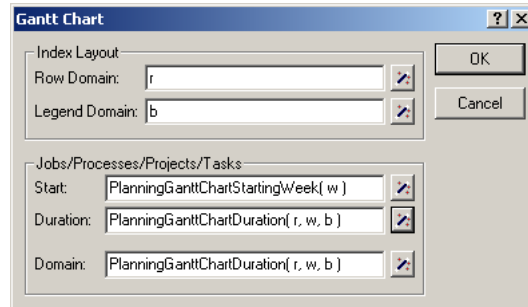 Gantt Chart
Index Layout
Row Domain: r
OK
Legend Domain: b
Cancel
Jobs/Processes/Projects/Tasks
Start: PlanningGanttChartStartingWeek( w )
Duration: PlanningGanttChartDuration( r, w, b )
Domain: PlanningGanttChartDuration( r, w, b )